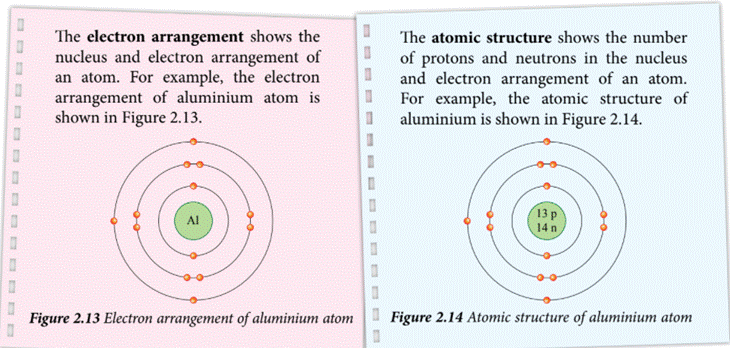 The electron arrangement shows the
nucleus and electron arrangement of
an atom. For example, the electron
arrangement of aluminium atom is
shown in Figure 2.13.
Al
Figure 2.13 Electron arrangement of aluminium atom
The atomic structure shows the number
of protons and neutrons in the nucleus
and electron arrangement of an atom.
For example, the atomic structure of
aluminium is shown in Figure 2.14.
13 p
14 n
Figure 2.14 Atomic structure of aluminium atom